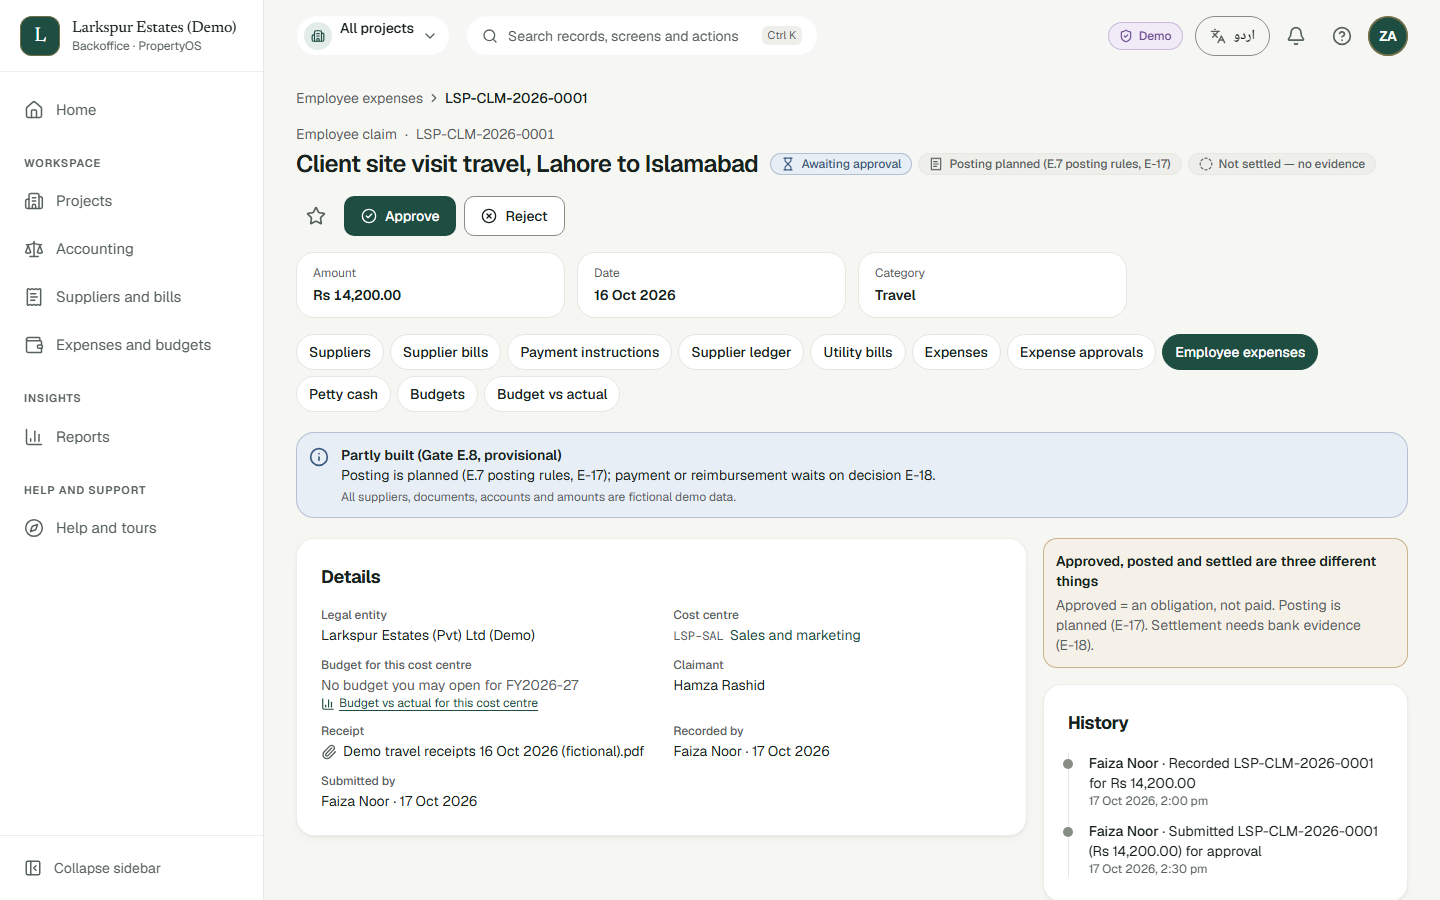 L
Larkspur Estates (Demo)
Backoffice · PropertyOS
Home
WORKSPACE
Projects
Accounting
Suppliers and bills
Expenses and budgets
INSIGHTS
Reports
HELP AND SUPPORT
Help and tours
Collapse sidebar
All projects
Search records, screens and actions
Ctrl K
Demo
اردو
ZA
Employee expenses > LSP-CLM-2026-0001
Employee claim · LSP-CLM-2026-0001
Client site visit travel, Lahore to Islamabad
Awaiting approval
Posting planned (E.7 posting rules, E-17)
Not settled — no evidence
Approve
Reject
Amount
Rs 14,200.00
Date
16 Oct 2026
Category
Travel
Suppliers
Supplier bills
Payment instructions
Supplier ledger
Utility bills
Expenses
Expense approvals
Employee expenses
Petty cash
Budgets
Budget vs actual
Partly built (Gate E.8, provisional)
Posting is planned (E.7 posting rules, E-17); payment or reimbursement waits on decision E-18.
All suppliers, documents, accounts and amounts are fictional demo data.
Details
Legal entity
Larkspur Estates (Pvt) Ltd (Demo)
Cost centre
LSP-SAL Sales and marketing
Budget for this cost centre
No budget you may open for FY2026-27
Budget vs actual for this cost centre
Claimant
Hamza Rashid
Receipt
Demo travel receipts 16 Oct 2026 (fictional).pdf
Recorded by
Faiza Noor · 17 Oct 2026
Submitted by
Faiza Noor · 17 Oct 2026
Approved, posted and settled are three different
things
Approved = an obligation, not paid. Posting is
planned (E-17). Settlement needs bank evidence
(E-18).
History
Faiza Noor · Recorded LSP-CLM-2026-0001
for Rs 14,200.00
17 Oct 2026, 2:00 pm
Faiza Noor · Submitted LSP-CLM-2026-0001
(Rs 14,200.00) for approval
17 Oct 2026, 2:30 pm